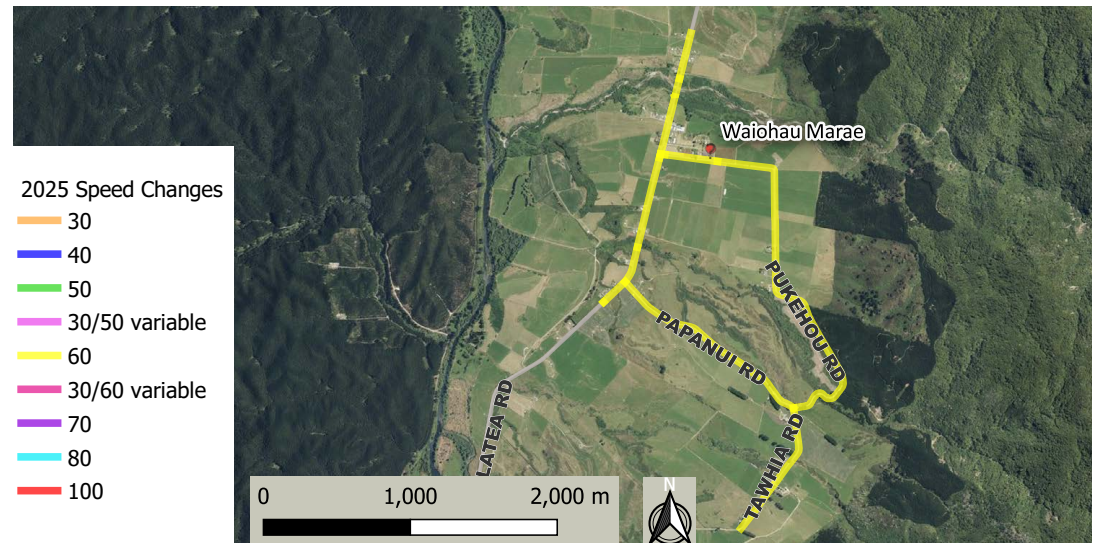 Waiohau Marae
2025 Speed Changes
30
40
50
30/50 variable
60
30/60 variable
70
80
100
PUKEHOU RD
PAPANUI RD
LATEA RD
TAWHIA RD
0 1,000 2,000 m
N